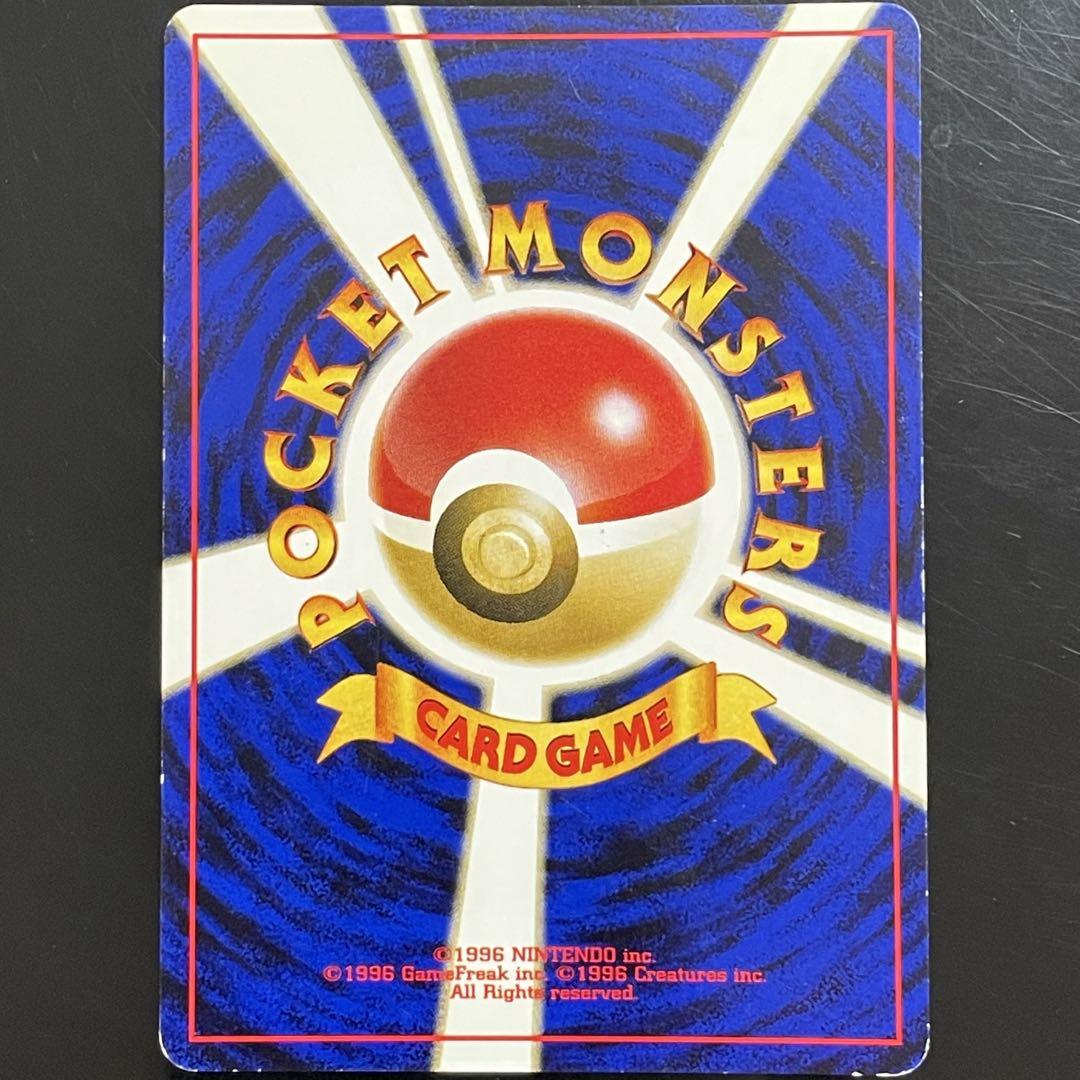 POCKET MONSTERS
CARD GAME
©1996 NINTENDO inc.
©1996 GameFreak inc. ©1996 Creatures inc.
All Rights reserved.